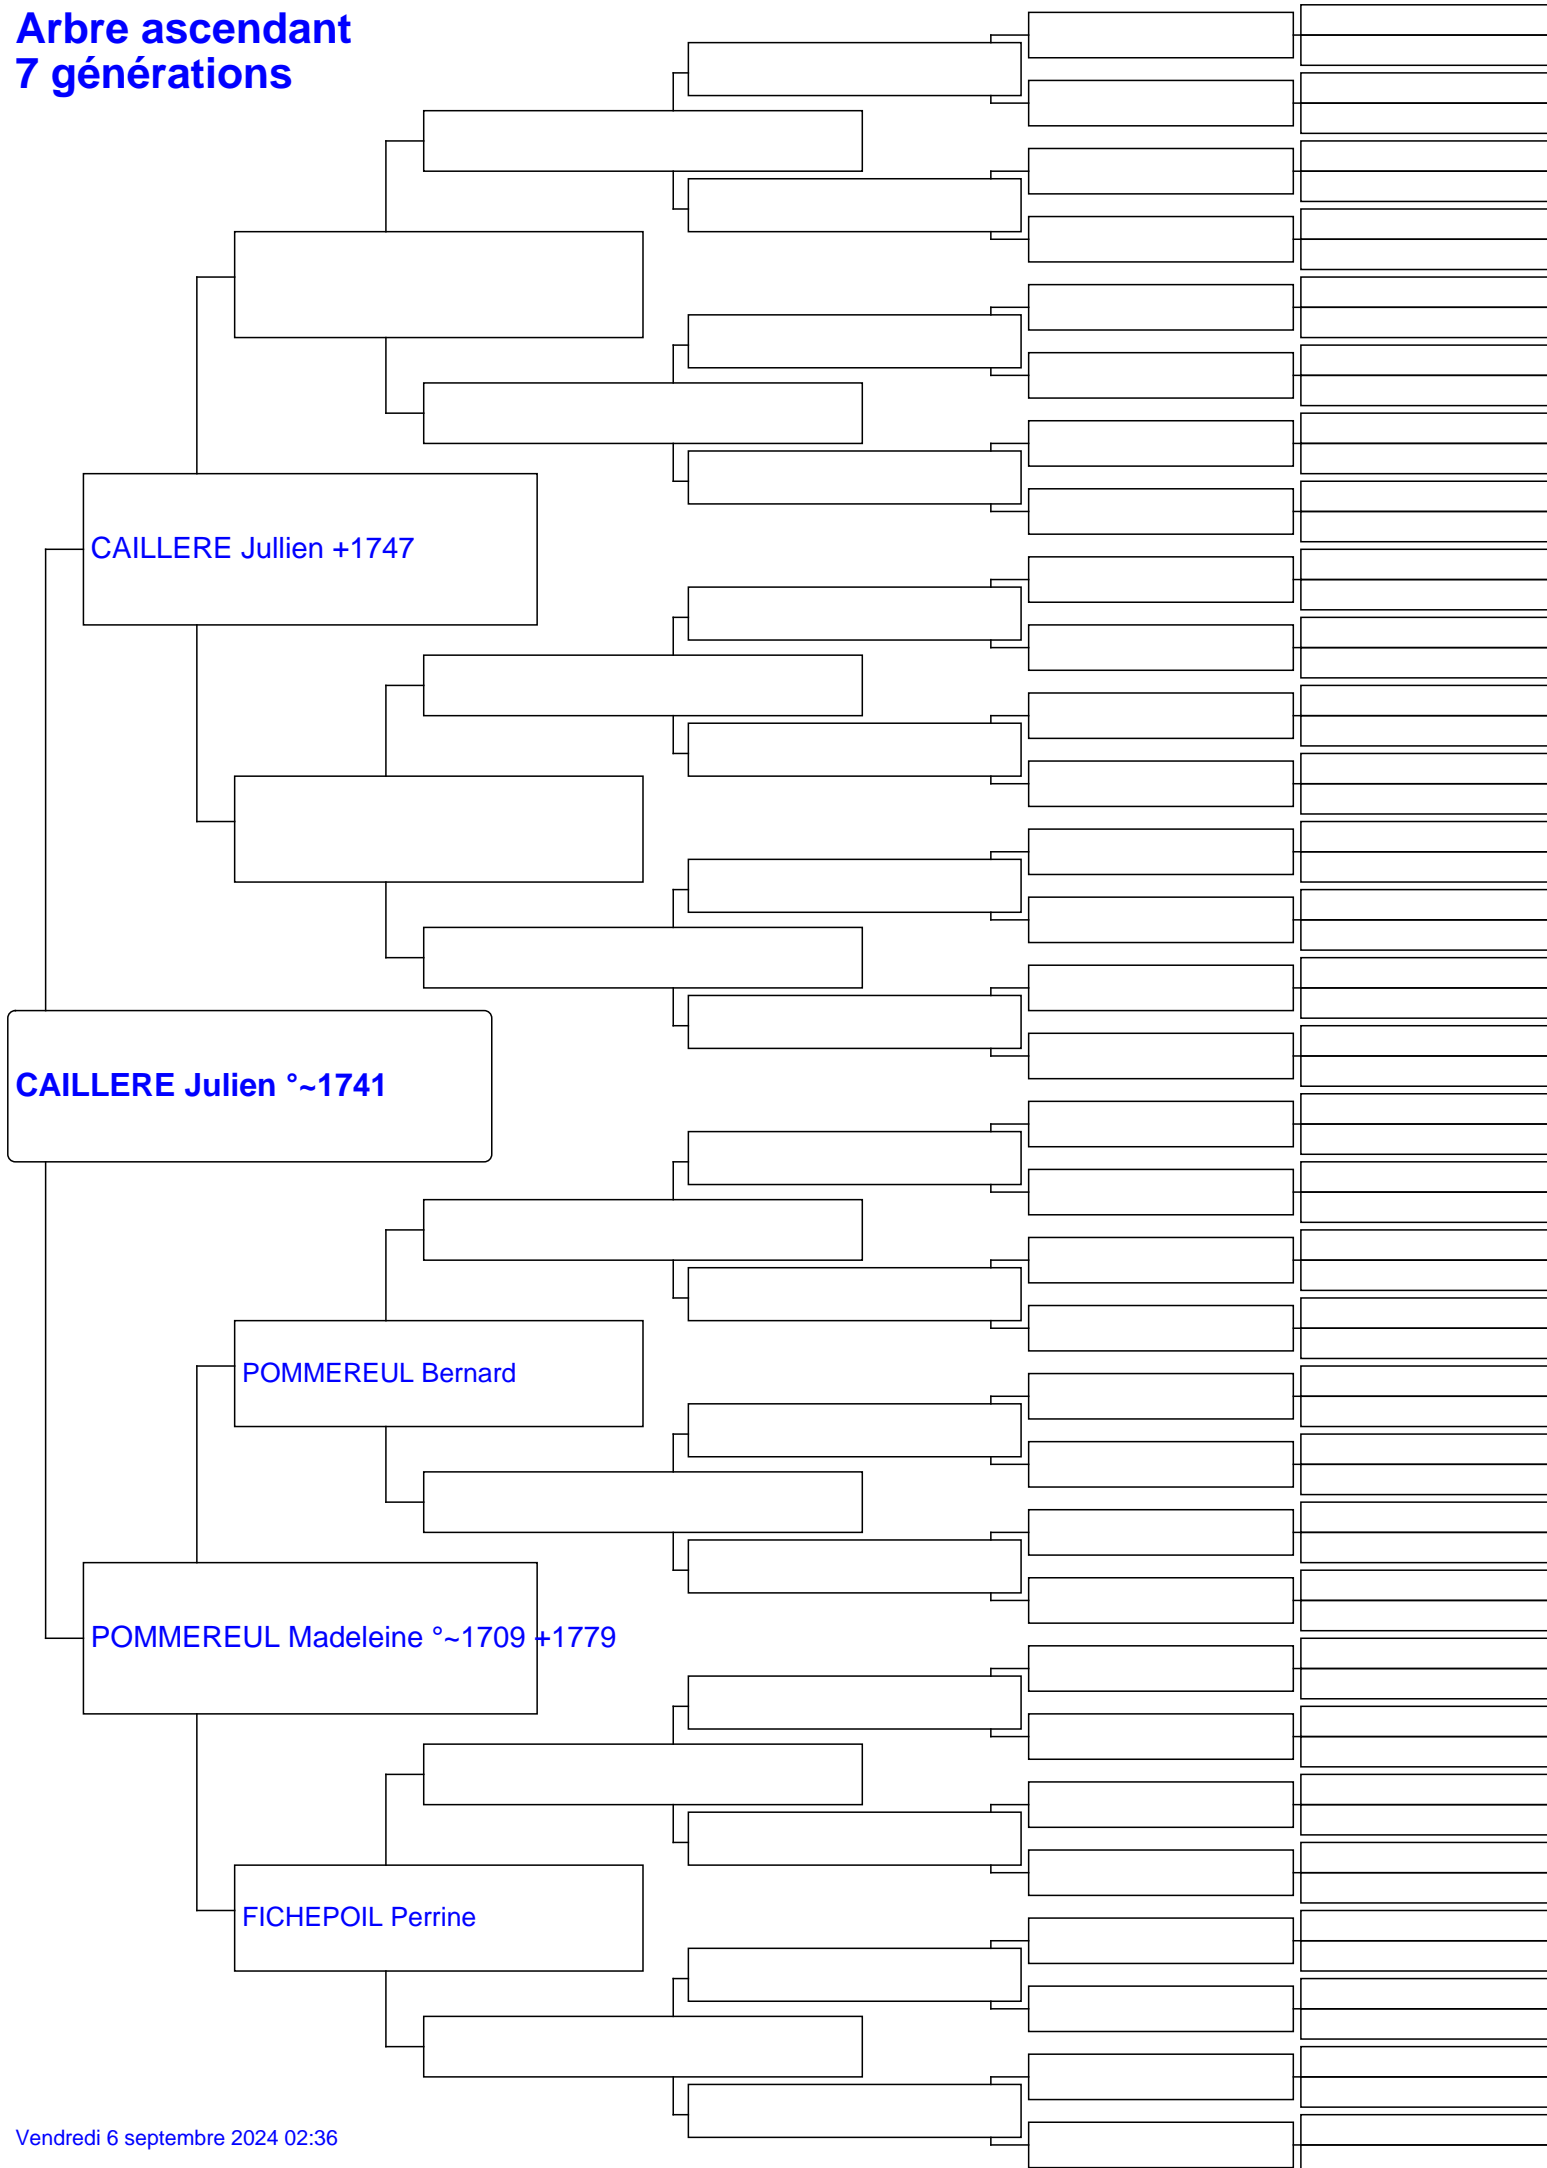 Arbre ascendant
7 générations
CAILLERE Jullien +1747
CAILLERE Julien °~1741
POMMEREUL Bernard
POMMEREUL Madeleine °~1709 +1779
FICHEPOIL Perrine
Vendredi 6 septembre 2024 02:36